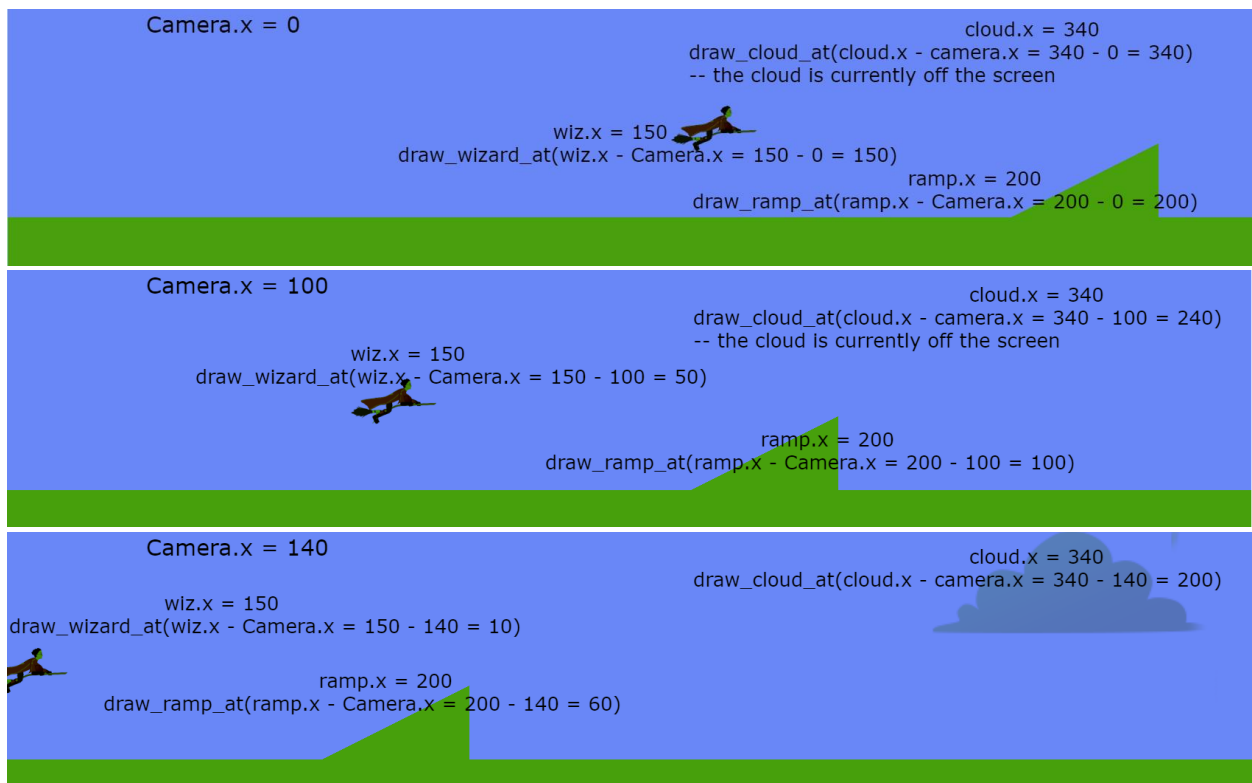 Camera.x = 0
cloud.x = 340
draw_cloud_at(cloud.x - camera.x = 340 - 0 = 340)
-- the cloud is currently off the screen
wiz.x = 150
draw_wizard_at(wiz.x - Camera.x = 150 - 0 = 150)
ramp.x = 200
draw_ramp_at(ramp.x - Camera.x = 200 - 0 = 200)
Camera.x = 100
cloud.x = 340
draw_cloud_at(cloud.x - camera.x = 340 - 100 = 240)
-- the cloud is currently off the screen
wiz.x = 150
draw_wizard_at(wiz.x - Camera.x = 150 - 100 = 50)
ramp.x = 200
draw_ramp_at(ramp.x - Camera.x = 200 - 100 = 100)
Camera.x = 140
cloud.x = 340
draw_cloud_at(cloud.x - camera.x = 340 - 140 = 200)
wiz.x = 150
draw_wizard_at(wiz.x - Camera.x = 150 - 140 = 10)
ramp.x = 200
draw_ramp_at(ramp.x - Camera.x = 200 - 140 = 60)